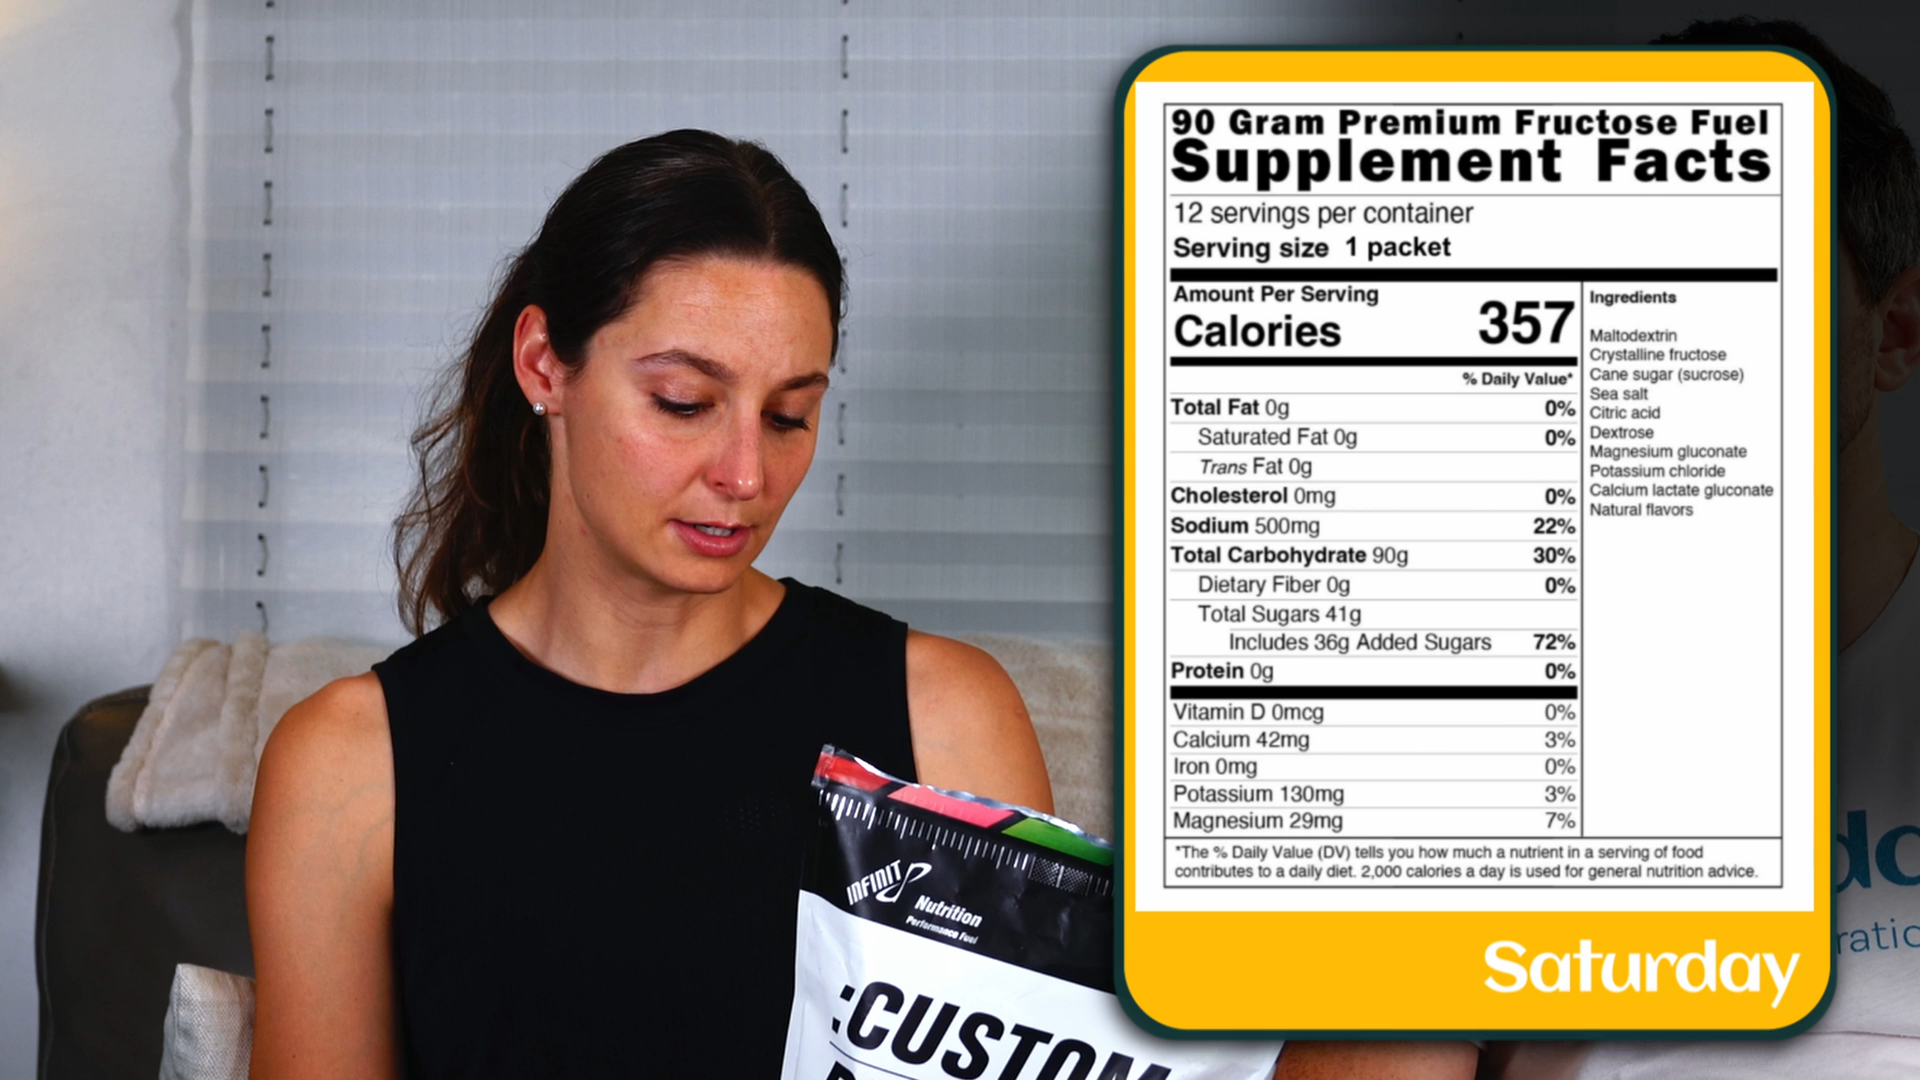 90 Gram Premium Fructose Fuel
Supplement Facts
12 servings per container
Serving size 1 packet
Amount Per Serving
Calories 357
% Daily Value*
Total Fat 0g 0%
Saturated Fat 0g 0%
Trans Fat 0g
Cholesterol 0mg 0%
Sodium 500mg 22%
Total Carbohydrate 90g 30%
Dietary Fiber 0g 0%
Total Sugars 41g
Includes 36g Added Sugars 72%
Protein 0g 0%
Vitamin D 0mcg 0%
Calcium 42mg 3%
Iron 0mg 0%
Potassium 130mg 3%
Magnesium 29mg 7%
Ingredients
Maltodextrin
Crystalline fructose
Cane sugar (sucrose)
Sea salt
Citric acid
Dextrose
Magnesium gluconate
Potassium chloride
Calcium lactate gluconate
Natural flavors
*The % Daily Value (DV) tells you how much a nutrient in a serving of food
contributes to a daily diet. 2,000 calories a day is used for general nutrition advice.
Saturday
INFINIT
Nutrition
Performance Fuel
:CUSTOM